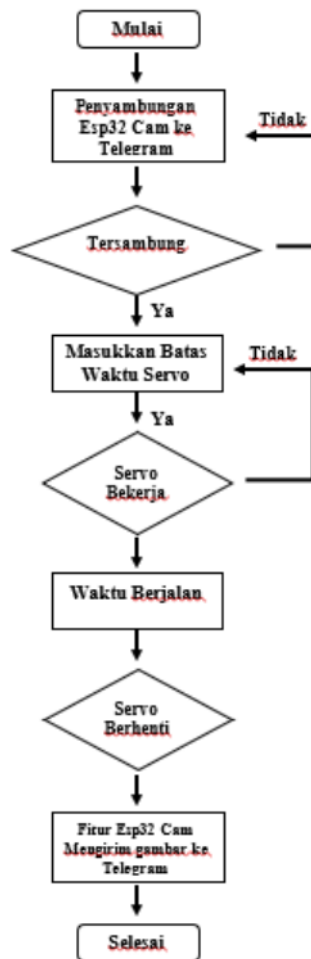 Mulai
Penyambungan
Esp32 Cam ke
Telegram
Tidak
Tersambung
Ya
Masukkan Batas
Waktu Servo
Tidak
Ya
Servo
Bekerja
Waktu Berjalan
Servo
Berhenti
Fitur Esp32 Cam
Mengirim gambar ke
Telegram
Selesai